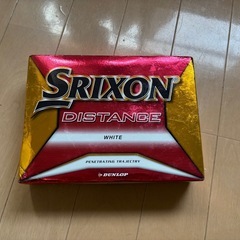 SRIXON
DISTANCE
WHITE
PENETRATING TRAJECTORY
DUNLOP